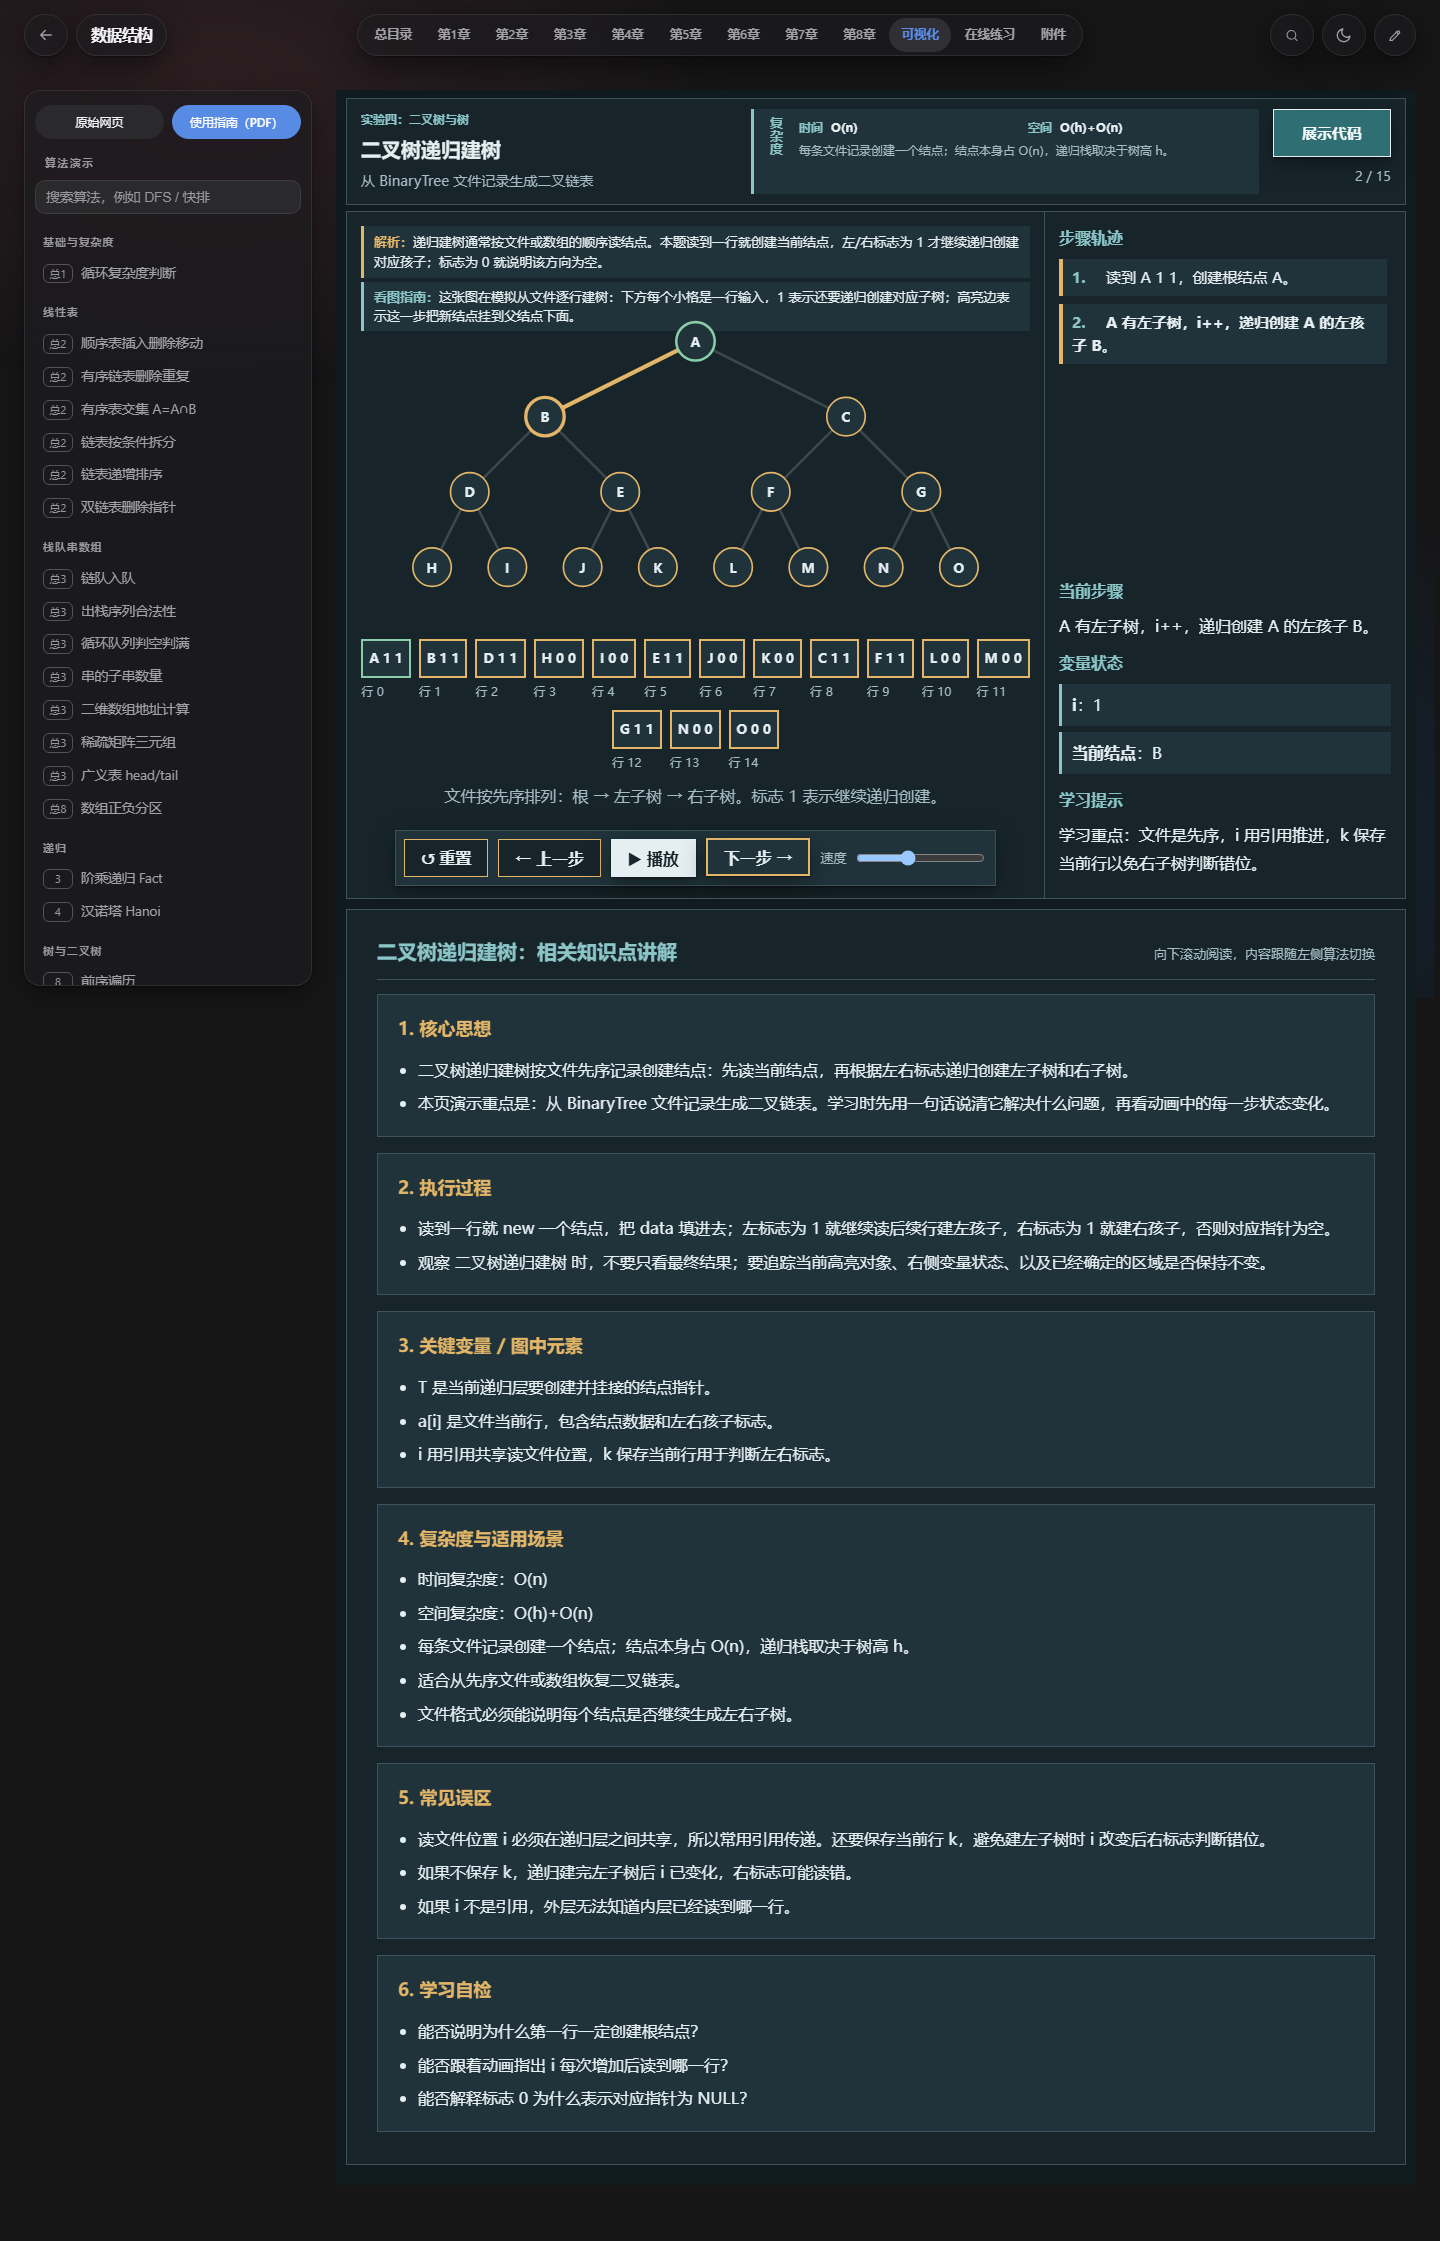 数据结构
总目录 第1章 第2章 第3章 第4章 第5章 第6章 第7章 第8章 可视化 在线练习 附件
原始网页 使用指南（PDF）
算法演示
搜索算法，例如 DFS / 快排
基础与复杂度
总1 循环复杂度判断
线性表
总2 顺序表插入删除移动
总2 有序链表删除重复
总2 有序表交集 A=A∩B
总2 链表按条件拆分
总2 链表递增排序
总2 双链表删除指针
栈队串数组
总3 链队入队
总3 出栈序列合法性
总3 循环队列判空判满
总3 串的子串数量
总3 二维数组地址计算
总3 稀疏矩阵三元组
总3 广义表 head/tail
总8 数组正负分区
递归
3 阶乘递归 Fact
4 汉诺塔 Hanoi
树与二叉树
8 前序遍历
实验四：二叉树与树
二叉树递归建树
从 BinaryTree 文件记录生成二叉链表
复杂度
时间 O(n) 空间 O(h)+O(n)
每条文件记录创建一个结点；结点本身占 O(n)，递归栈取决于树高 h。
展示代码
2 / 15
解析：递归建树通常按文件或数组的顺序读结点。本题读到一行就创建当前结点，左/右标志为 1 才继续递归创建
对应孩子；标志为 0 就说明该方向为空。
看图指南：这张图在模拟从文件逐行建树：下方每个小格是一行输入，1 表示还要递归创建对应子树；高亮边表
示这一步把新结点挂到父结点下面。
A
B C
D E F G
H I J K L M N O
A 1 1 B 1 1 D 1 1 H 0 0 I 0 0 E 1 1 J 0 0 K 0 0 C 1 1 F 1 1 L 0 0 M 0 0
行 0 行 1 行 2 行 3 行 4 行 5 行 6 行 7 行 8 行 9 行 10 行 11
G 1 1 N 0 0 O 0 0
行 12 行 13 行 14
文件按先序排列：根 → 左子树 → 右子树。标志 1 表示继续递归创建。
↺ 重置 ← 上一步 ▶ 播放 下一步 → 速度
步骤轨迹
1. 读到 A 1 1，创建根结点 A。
2. A 有左子树，i++，递归创建 A 的左孩
子 B。
当前步骤
A 有左子树，i++，递归创建 A 的左孩子 B。
变量状态
i：1
当前结点：B
学习提示
学习重点：文件是先序，i 用引用推进，k 保存
当前行以免右子树判断错位。
二叉树递归建树：相关知识点讲解
向下滚动阅读，内容跟随左侧算法切换
1. 核心思想
• 二叉树递归建树按文件先序记录创建结点：先读当前结点，再根据左右标志递归创建左子树和右子树。
• 本页演示重点是：从 BinaryTree 文件记录生成二叉链表。学习时先用一句话说清它解决什么问题，再看动画中的每一步状态变化。
2. 执行过程
• 读到一行就 new 一个结点，把 data 填进去；左标志为 1 就继续读后续行建左孩子，右标志为 1 就建右孩子，否则对应指针为空。
• 观察 二叉树递归建树 时，不要只看最终结果；要追踪当前高亮对象、右侧变量状态、以及已经确定的区域是否保持不变。
3. 关键变量 / 图中元素
• T 是当前递归层要创建并挂接的结点指针。
• a[i] 是文件当前行，包含结点数据和左右孩子标志。
• i 用引用共享读文件位置，k 保存当前行用于判断左右标志。
4. 复杂度与适用场景
• 时间复杂度：O(n)
• 空间复杂度：O(h)+O(n)
• 每条文件记录创建一个结点；结点本身占 O(n)，递归栈取决于树高 h。
• 适合从先序文件或数组恢复二叉链表。
• 文件格式必须能说明每个结点是否继续生成左右子树。
5. 常见误区
• 读文件位置 i 必须在递归层之间共享，所以常用引用传递。还要保存当前行 k，避免建左子树时 i 改变后右标志判断错位。
• 如果不保存 k，递归建完左子树后 i 已变化，右标志可能读错。
• 如果 i 不是引用，外层无法知道内层已经读到哪一行。
6. 学习自检
• 能否说明为什么第一行一定创建根结点？
• 能否跟着动画指出 i 每次增加后读到哪一行？
• 能否解释标志 0 为什么表示对应指针为 NULL？